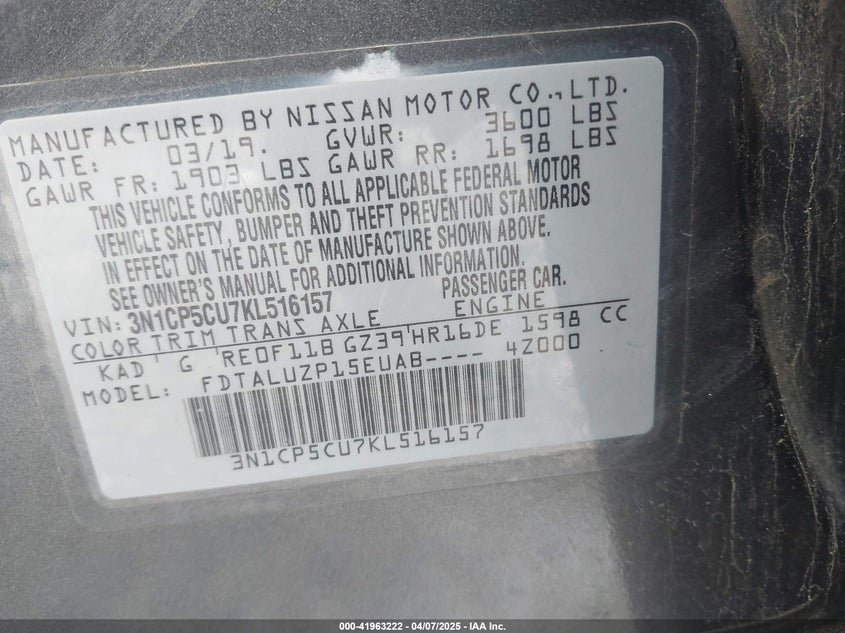 MANUFACTURED BY NISSAN MOTOR CO., LTD.
DATE: 03/19. GVWR: 3600 LBS
GAWR FR: 1903 LBS GAWR RR: 1698 LBS
THIS VEHICLE CONFORMS TO ALL APPLICABLE FEDERAL MOTOR
VEHICLE SAFETY, BUMPER AND THEFT PREVENTION STANDARDS
IN EFFECT ON THE DATE OF MANUFACTURE SHOWN ABOVE.
SEE OWNER'S MANUAL FOR ADDITIONAL INFORMATION.
VIN: 3N1CP5CU7KL516157 PASSENGER CAR.
COLOR TRIM TRANS AXLE ENGINE
KAD G RE0F11B GZ39 HR16DE 1598 CC
MODEL: FDTALUZP15EUAB---- 4Z000
3N1CP5CU7KL516157
000-41963222 - 04/07/2025 - IAA Inc.